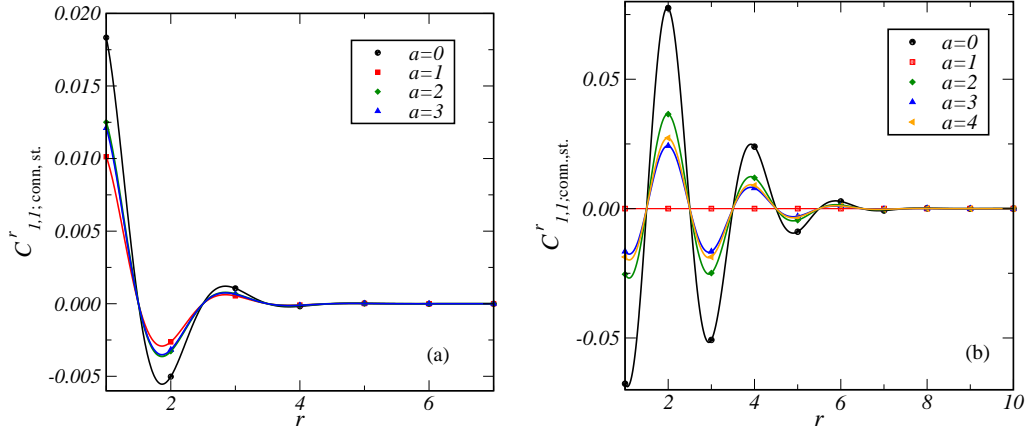 0.020
0.015
0.010
0.005
0.000
-0.005
C^r_{1,1; conn, st.}
a=0
a=1
a=2
a=3
(a)
2
4
6
r
0.05
0.00
-0.05
C^r_{1,1;conn.,st.}
a=0
a=1
a=2
a=3
a=4
(b)
2
4
6
8
10
r